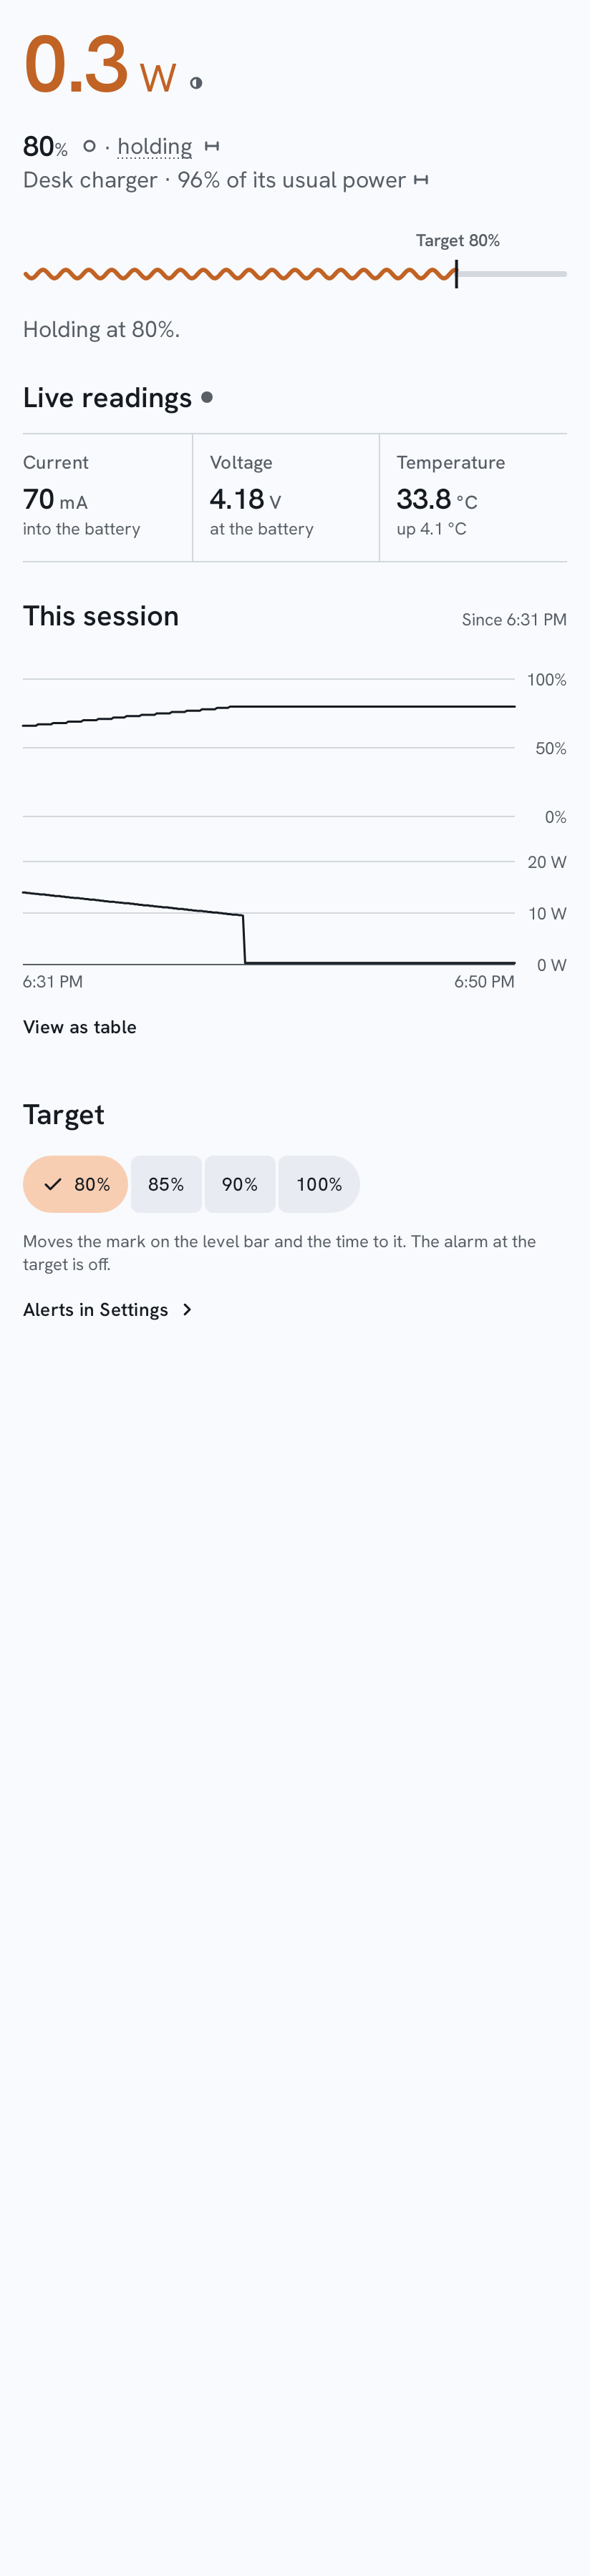 0.3 W
80% · holding
Desk charger · 96% of its usual power
Target 80%
Holding at 80%.
Live readings
Current
70 mA
into the battery
Voltage
4.18 V
at the battery
Temperature
33.8 °C
up 4.1 °C
This session
Since 6:31 PM
100%
50%
0%
20 W
10 W
0 W
6:31 PM
6:50 PM
View as table
Target
80%
85%
90%
100%
Moves the mark on the level bar and the time to it. The alarm at the
target is off.
Alerts in Settings